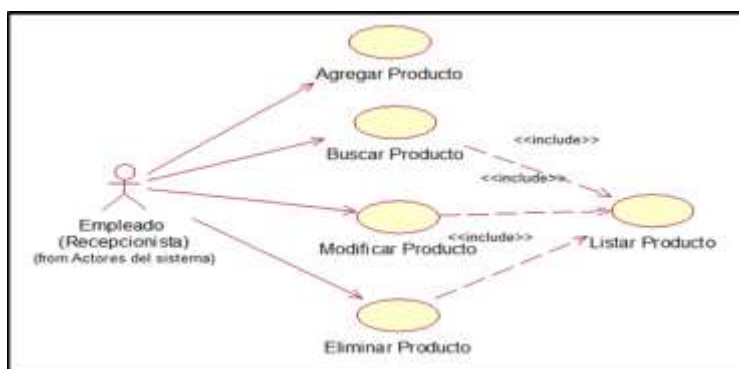 Agregar Producto
Buscar Producto
<<include>>
<<include>>
Empleado
(Recepcionista)
(from Actores del sistema)
Modificar Producto
<<include>>
Listar Producto
Eliminar Producto